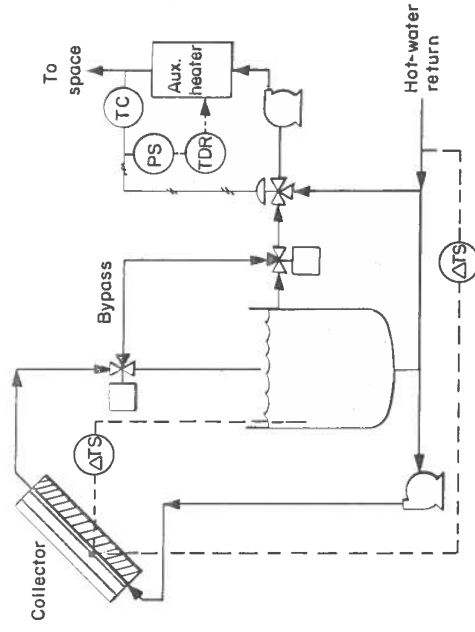 To
space
TC
Aux.
heater
PS
TDR
Hot-water
return
Bypass
ΔTS
ΔTS
Collector